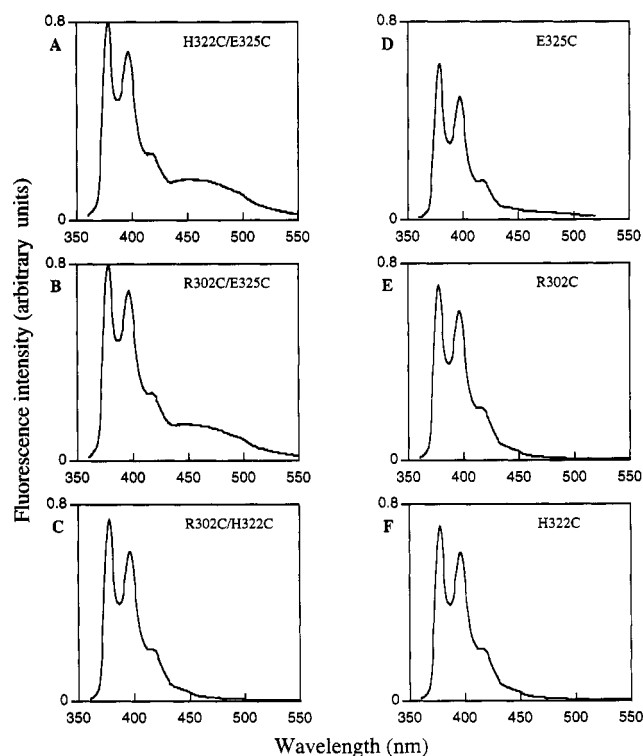 Fluorescence intensity (arbitrary units)
A
H322C/E325C
0.8
0
350 400 450 500 550
B
R302C/E325C
0.8
0
350 400 450 500 550
C
R302C/H322C
0.8
0
350 400 450 500 550
D
E325C
0.8
0
350 400 450 500 550
E
R302C
0.8
0
350 400 450 500 550
F
H322C
0.8
0
350 400 450 500 550
Wavelength (nm)